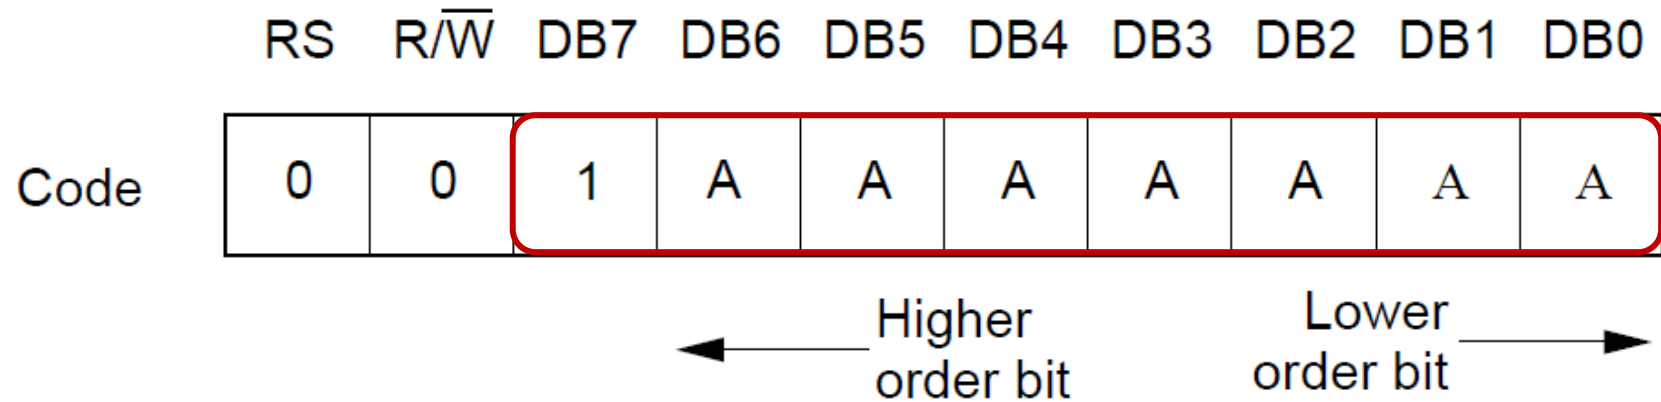 RS R/W̅ DB7 DB6 DB5 DB4 DB3 DB2 DB1 DB0
Code 0 0 1 A A A A A A A
Higher
order bit
Lower
order bit